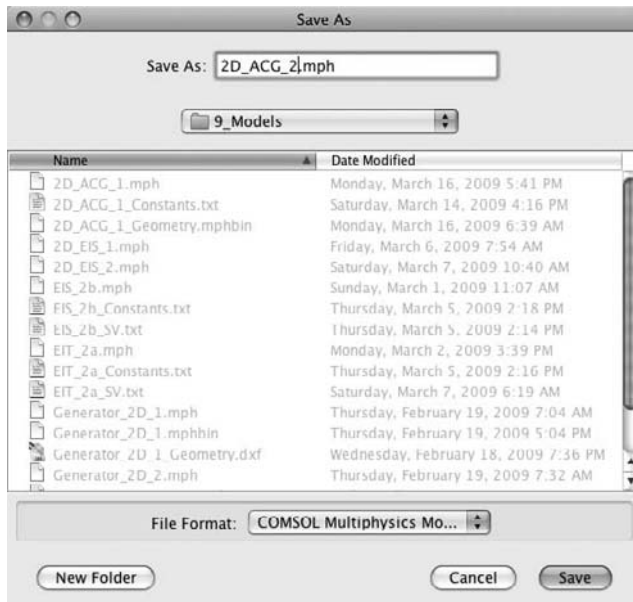 Save As
Save As: 2D_ACG_2.mph
9_Models
Name Date Modified
2D_ACG_1.mph Monday, March 16, 2009 5:41 PM
2D_ACG_1_Constants.txt Saturday, March 14, 2009 4:16 PM
2D_ACG_1_Geometry.mphbin Monday, March 16, 2009 6:39 AM
2D_EIS_1.mph Friday, March 6, 2009 7:54 AM
2D_EIS_2.mph Saturday, March 7, 2009 10:40 AM
EIS_2b.mph Sunday, March 1, 2009 11:07 AM
EIS_2b_Constants.txt Thursday, March 5, 2009 2:18 PM
EIS_2b_SV.txt Thursday, March 5, 2009 2:14 PM
EIT_2a.mph Monday, March 2, 2009 3:39 PM
EIT_2a_Constants.txt Thursday, March 5, 2009 2:16 PM
EIT_2a_SV.txt Saturday, March 7, 2009 6:19 AM
Generator_2D_1.mph Thursday, February 19, 2009 7:04 AM
Generator_2D_1.mphbin Thursday, February 19, 2009 5:04 PM
Generator_2D_1_Geometry.dxf Wednesday, February 18, 2009 7:36 PM
Generator_2D_2.mph Thursday, February 19, 2009 7:32 AM
File Format: COMSOL Multiphysics Mo...
New Folder Cancel Save